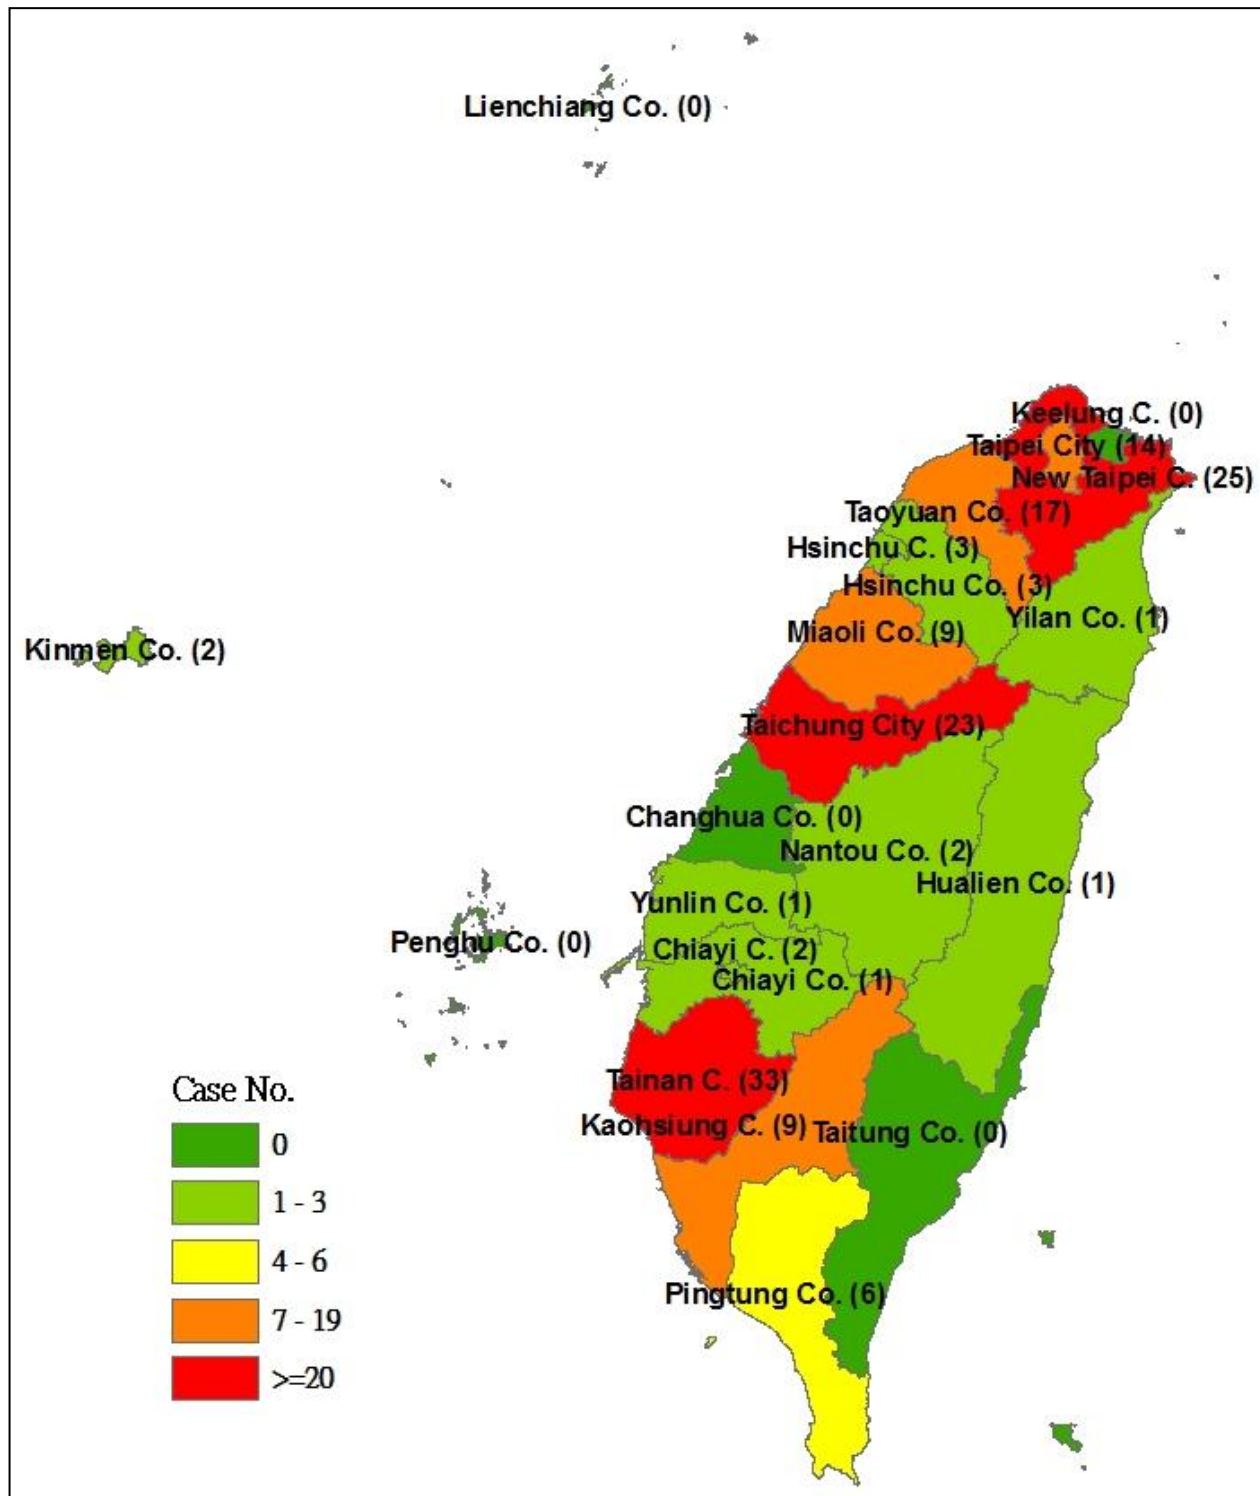 Lienchiang Co. (0)
Keelung C. (0)
Taipei City (14)
New Taipei C. (25)
Taoyuan Co. (17)
Hsinchu C. (3)
Hsinchu Co. (3)
Yilan Co. (1)
Miaoli Co. (9)
Kinmen Co. (2)
Taichung City (23)
Changhua Co. (0)
Nantou Co. (2)
Hualien Co. (1)
Yunlin Co. (1)
Penghu Co. (0)
Chiayi C. (2)
Chiayi Co. (1)
Tainan C. (33)
Kaohsiung C. (9)
Taitung Co. (0)
Pingtung Co. (6)
Case No.
0
1 - 3
4 - 6
7 - 19
>=20